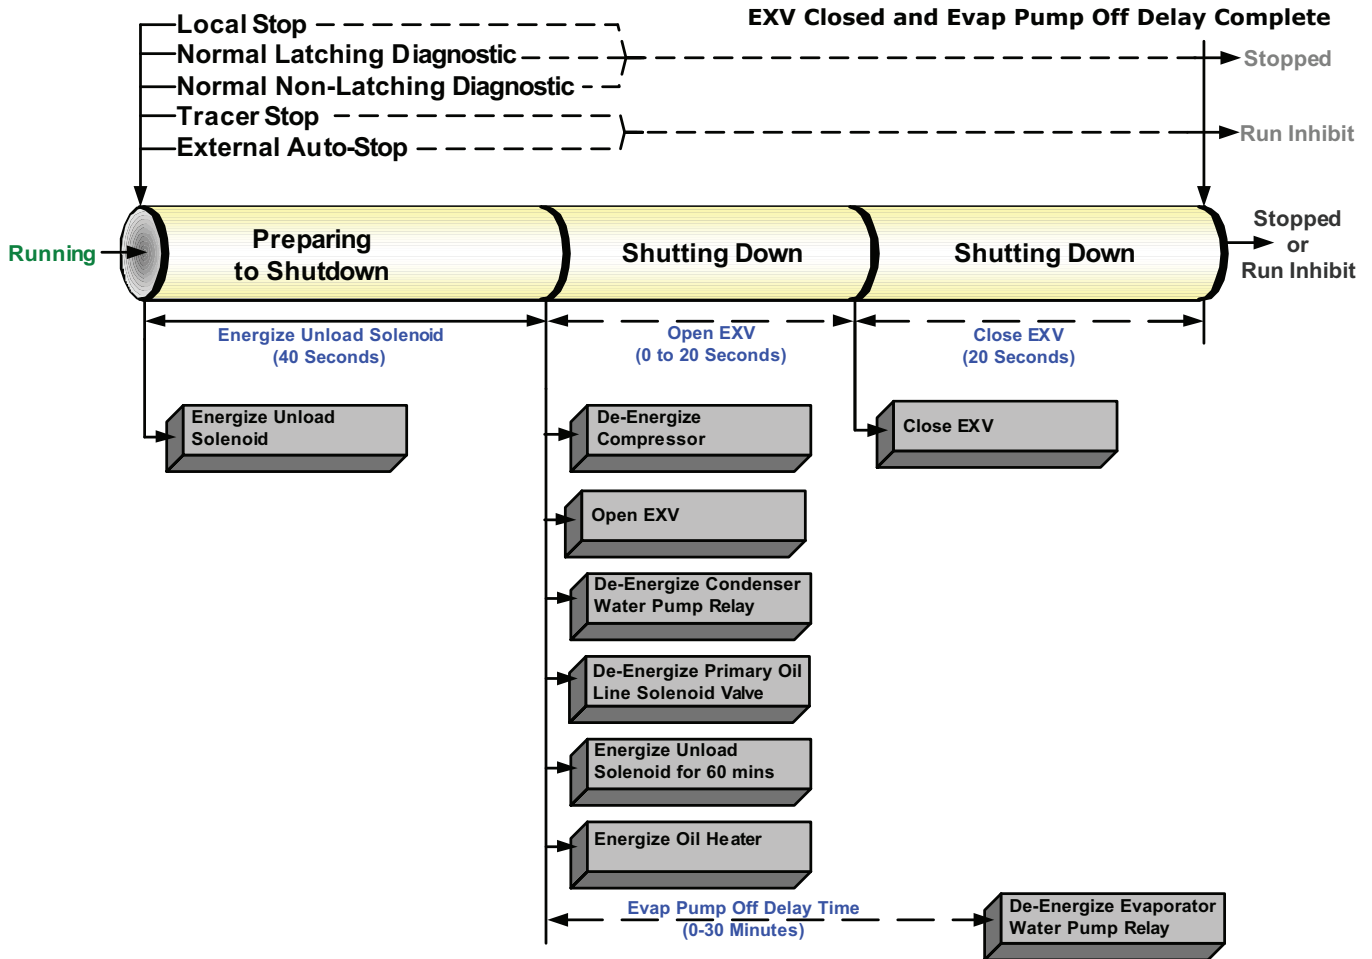 EXV Closed and Evap Pump Off Delay Complete
Local Stop
Normal Latching Diagnostic
Normal Non-Latching Diagnostic
Tracer Stop
External Auto-Stop
Stopped
Run Inhibit
Running
Preparing
to Shutdown
Shutting Down
Shutting Down
Stopped
or
Run Inhibit
Energize Unload Solenoid
(40 Seconds)
Open EXV
(0 to 20 Seconds)
Close EXV
(20 Seconds)
Energize Unload
Solenoid
De-Energize
Compressor
Close EXV
Open EXV
De-Energize Condenser
Water Pump Relay
De-Energize Primary Oil
Line Solenoid Valve
Energize Unload
Solenoid for 60 mins
Energize Oil Heater
Evap Pump Off Delay Time
(0-30 Minutes)
De-Energize Evaporator
Water Pump Relay